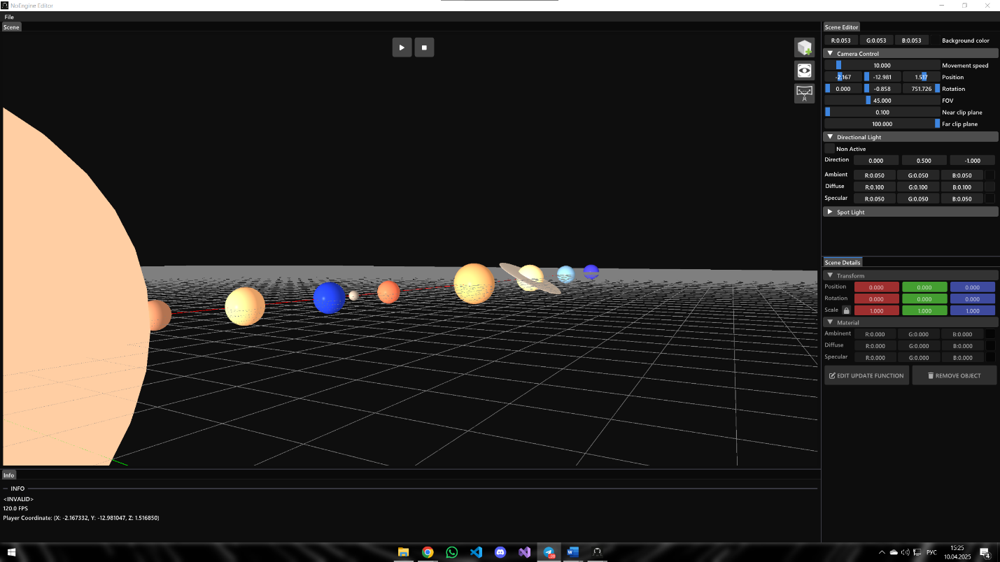 NoEngine Editor
File
Scene
Scene Editor
R:0.053 G:0.053 B:0.053 Background color
Camera Control
10.000 Movement speed
-2.167 -12.981 1.517 Position
0.000 -0.858 751.726 Rotation
45.000 FOV
0.100 Near clip plane
100.000 Far clip plane
Directional Light
Non Active
Direction 0.000 0.500 -1.000
Ambient R:0.050 G:0.050 B:0.050
Diffuse R:0.100 G:0.100 B:0.100
Specular R:0.050 G:0.050 B:0.050
Spot Light
Scene Details
Transform
Position 0.000 0.000 0.000
Rotation 0.000 0.000 0.000
Scale 1.000 1.000 1.000
Material
Ambinent R:0.000 G:0.000 B:0.000
Diffuse R:0.000 G:0.000 B:0.000
Specular R:0.000 G:0.000 B:0.000
EDIT UPDATE FUNCTION REMOVE OBJECT
Info
INFO
<INVALID>
120.0 FPS
Player Coordinate: (X: -2.167332, Y: -12.981047, Z: 1.516850)
РУС
15:25
10.04.2025
4